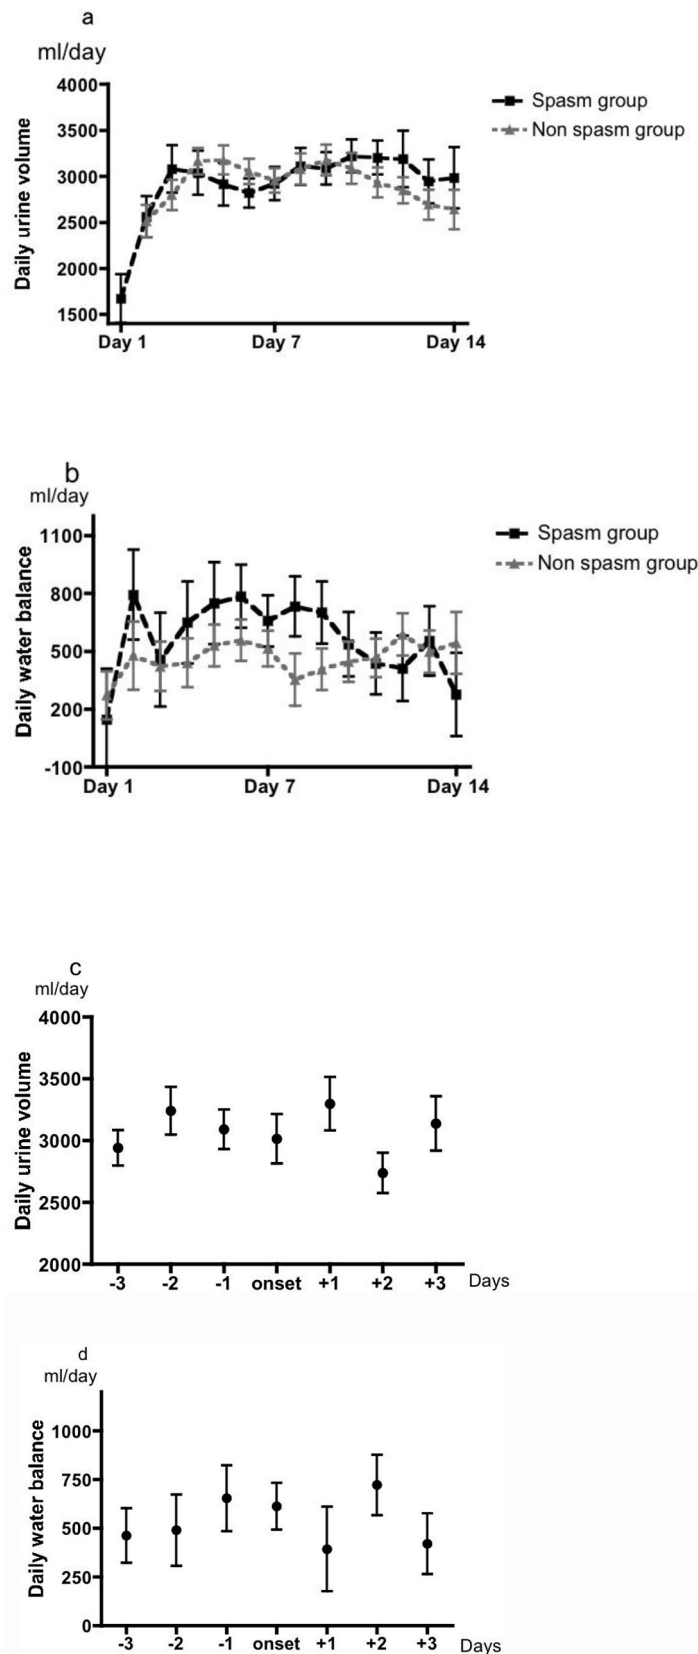 a
ml/day
4000
3500
3000
2500
2000
1500
Daily urine volume
Day 1 Day 7 Day 14
Spasm group
Non spasm group
b
ml/day
1100
800
500
200
-100
Daily water balance
Day 1 Day 7 Day 14
Spasm group
Non spasm group
c
ml/day
4000
3500
3000
2500
2000
Daily urine volume
-3 -2 -1 onset +1 +2 +3 Days
d
ml/day
1000
750
500
250
0
Daily water balance
-3 -2 -1 onset +1 +2 +3 Days